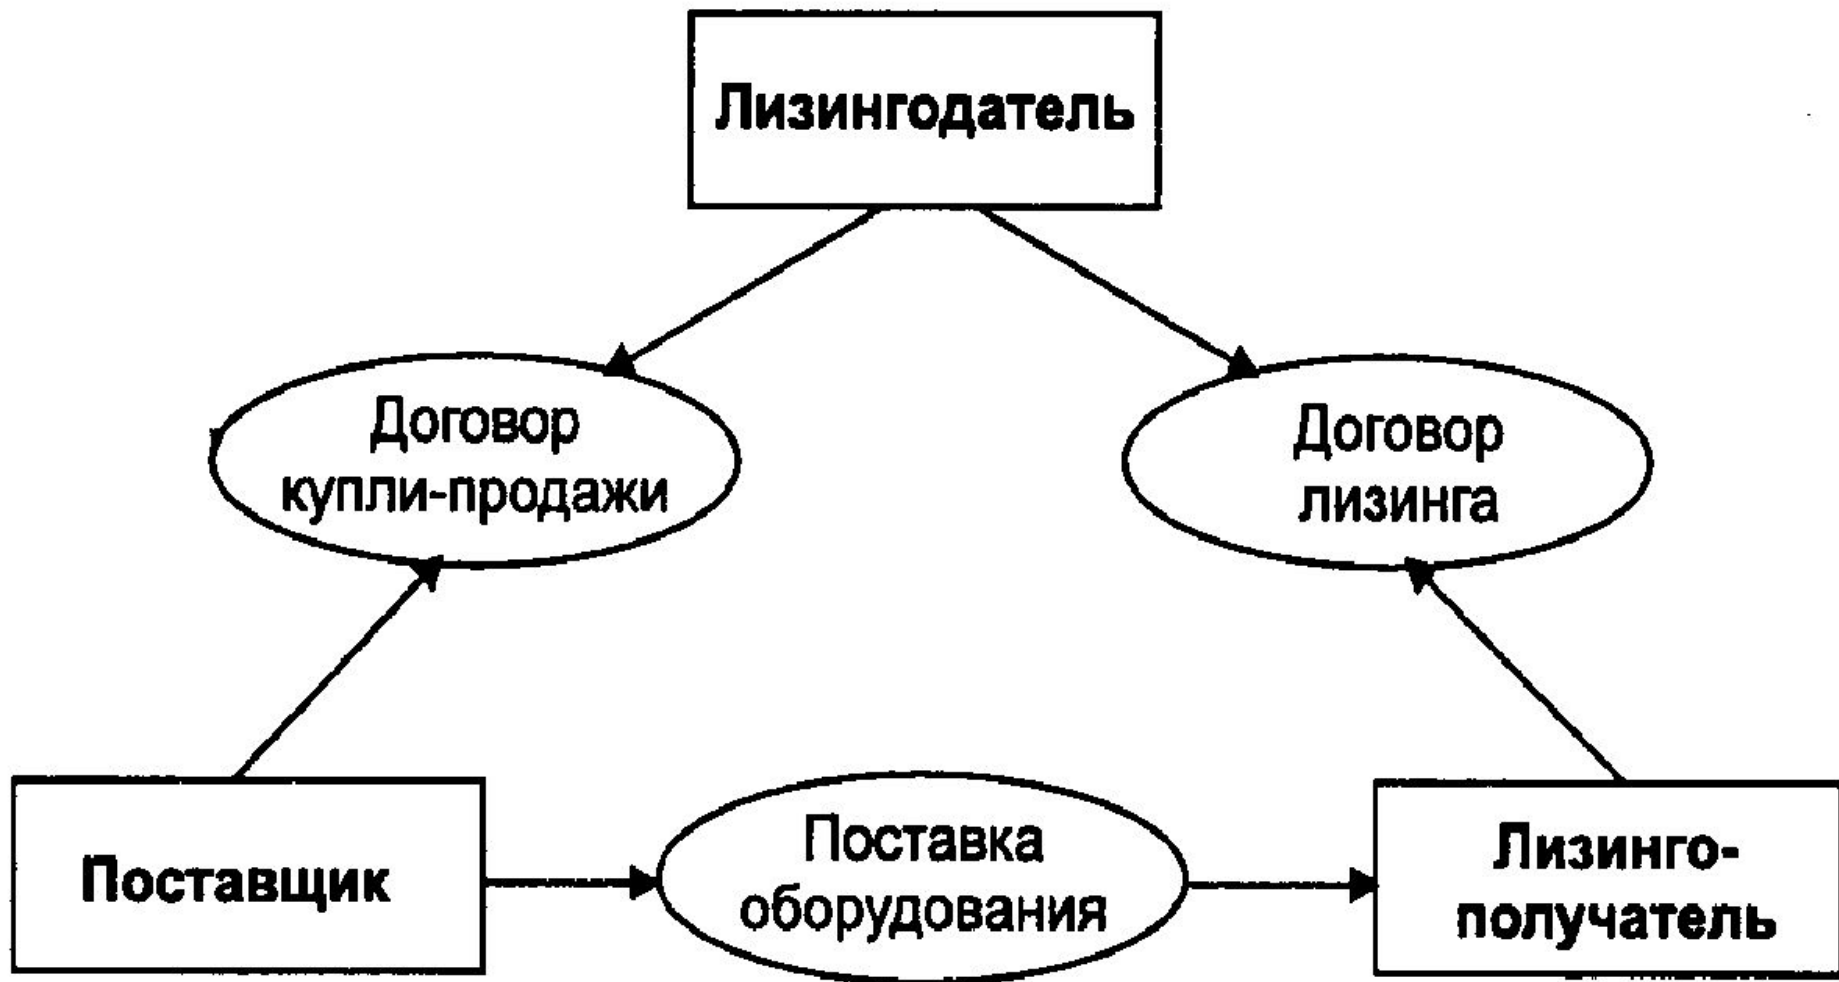 Лизингодатель
Договор
купли-продажи
Договор
лизинга
Поставщик
Поставка
оборудования
Лизинго-
получатель